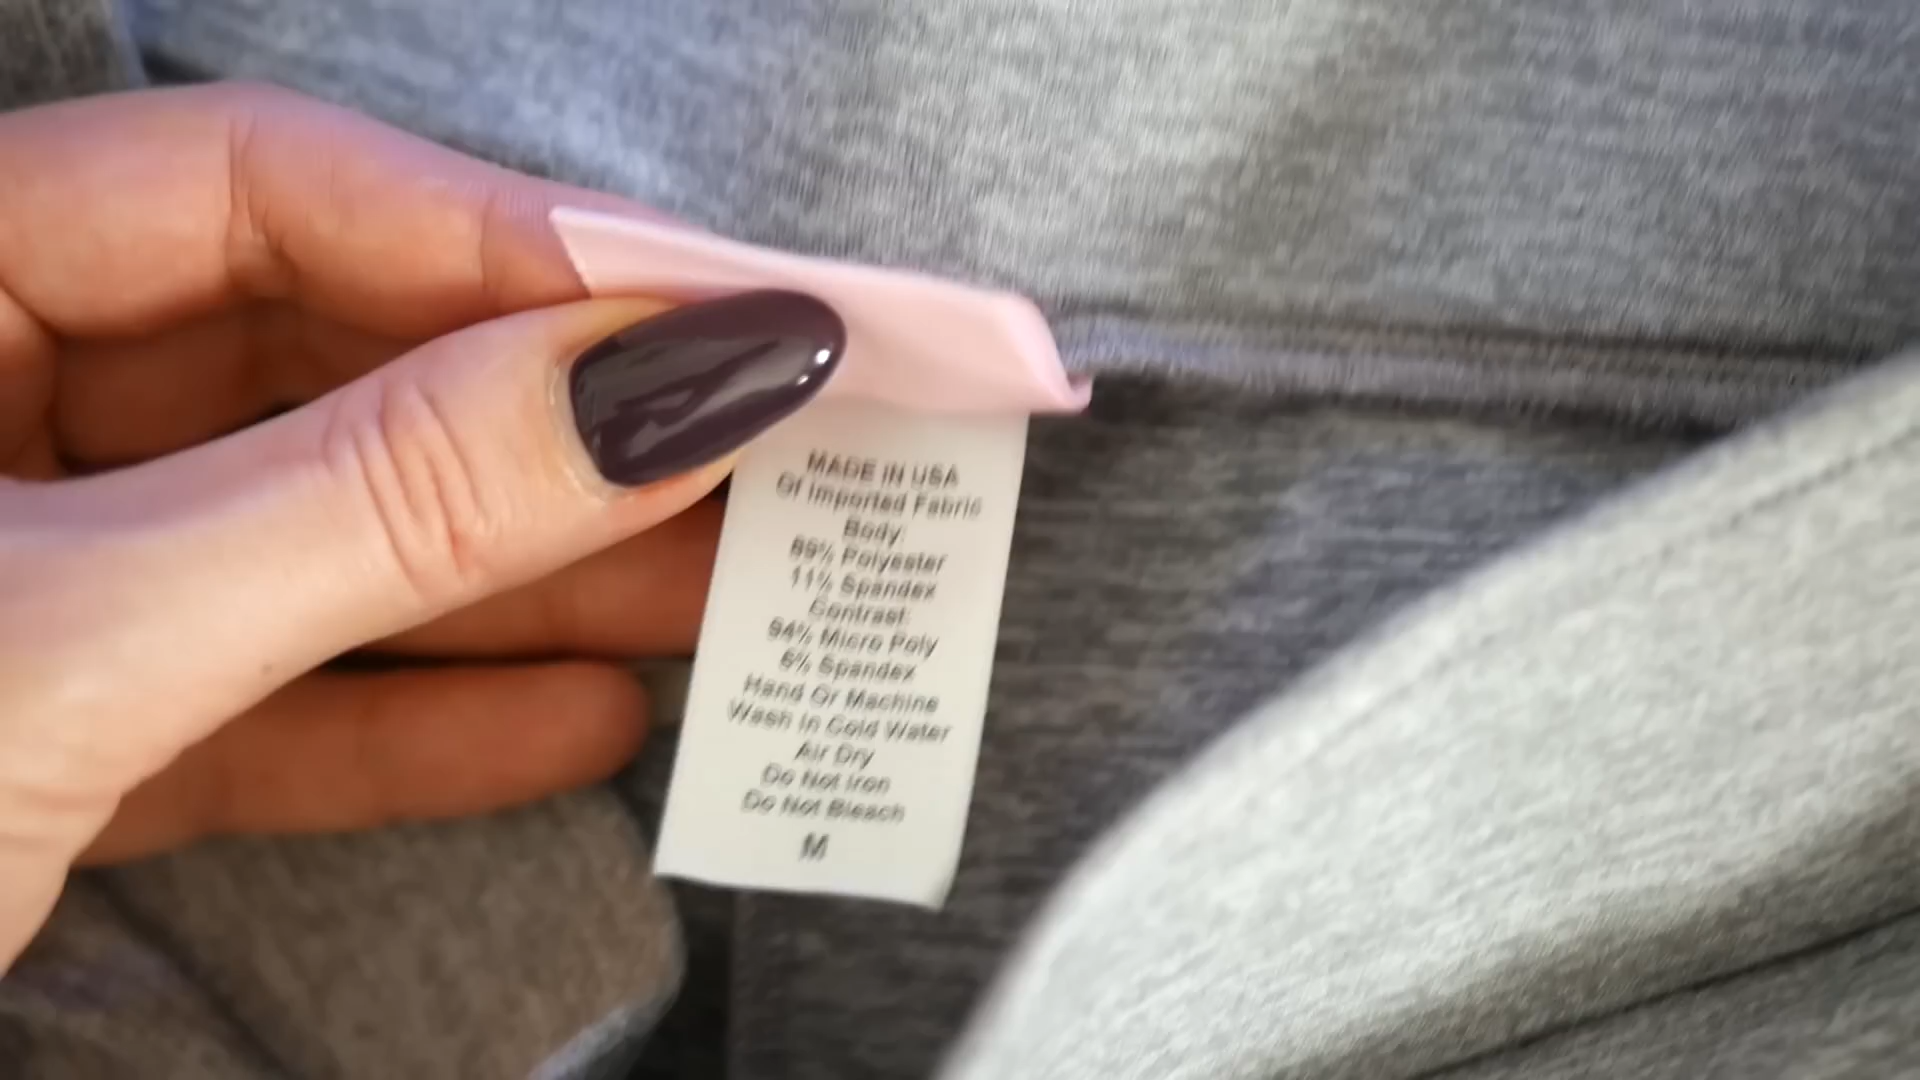 MADE IN USA
Of Imported Fabric
Body:
89% Polyester
11% Spandex
Contrast:
94% Micro Poly
6% Spandex
Hand Or Machine
Wash In Cold Water
Air Dry
Do Not Iron
Do Not Bleach
M